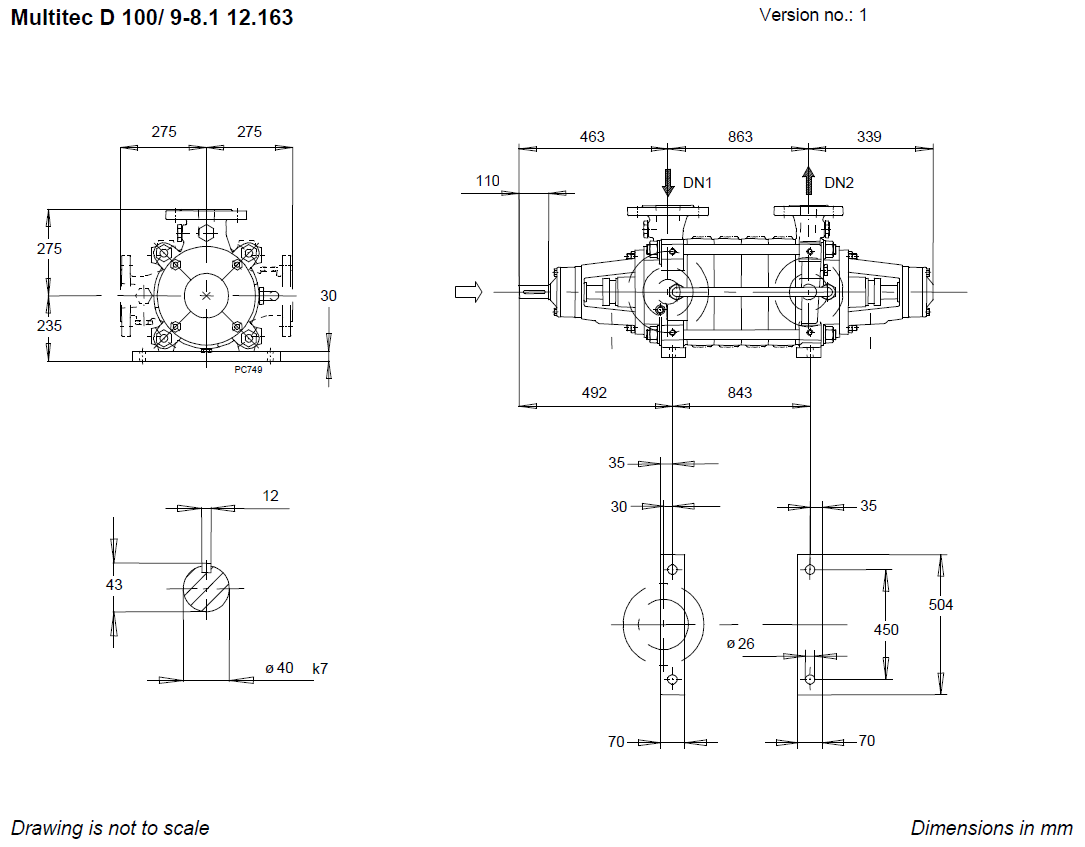 Multitec D 100/ 9-8.1 12.163
Version no.: 1
275 275
275
235
30
PC749
463 863 339
110
DN1
DN2
492 843
35
30
35
12
43
ø 40 k7
504
450
ø 26
70
70
Drawing is not to scale
Dimensions in mm